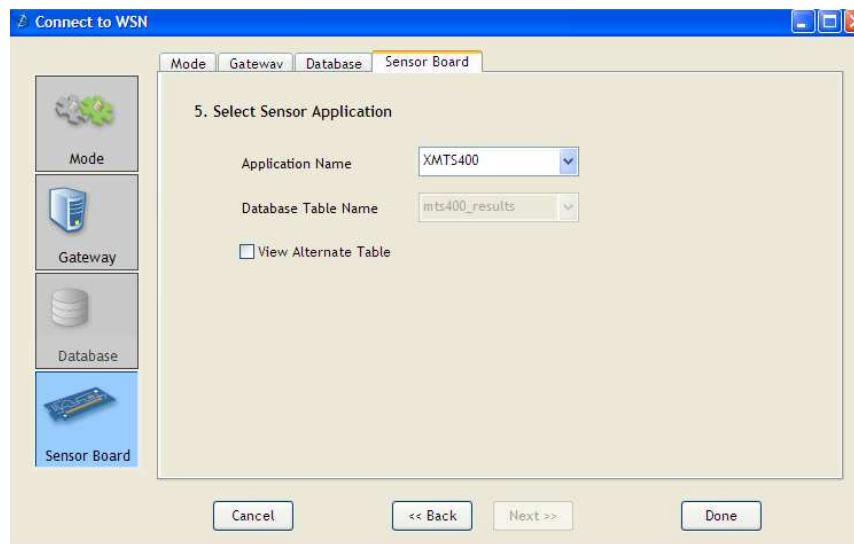 Connect to WSN
Mode Gateway Database Sensor Board
Mode
Gateway
Database
Sensor Board
5. Select Sensor Application
Application Name XMTS400
Database Table Name mts400_results
View Alternate Table
Cancel << Back Next >> Done